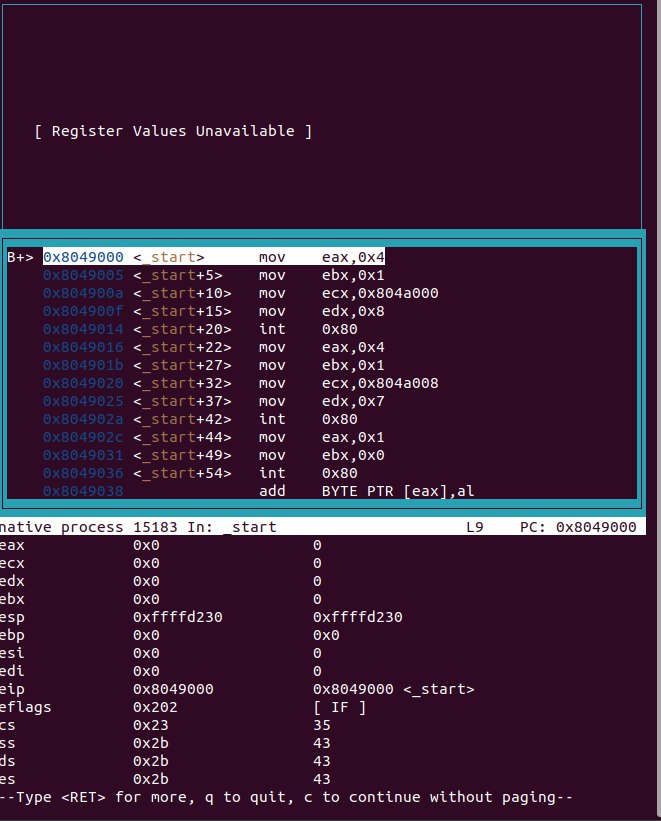 [ Register Values Unavailable ]
B+> 0x8049000 <_start> mov eax,0x4
0x8049005 <_start+5> mov ebx,0x1
0x804900a <_start+10> mov ecx,0x804a000
0x804900f <_start+15> mov edx,0x8
0x8049014 <_start+20> int 0x80
0x8049016 <_start+22> mov eax,0x4
0x804901b <_start+27> mov ebx,0x1
0x8049020 <_start+32> mov ecx,0x804a008
0x8049025 <_start+37> mov edx,0x7
0x804902a <_start+42> int 0x80
0x804902c <_start+44> mov eax,0x1
0x8049031 <_start+49> mov ebx,0x0
0x8049036 <_start+54> int 0x80
0x8049038 add BYTE PTR [eax],al
native process 15183 In: _start L9 PC: 0x8049000
eax 0x0 0
ecx 0x0 0
edx 0x0 0
ebx 0x0 0
esp 0xffffd230 0xffffd230
ebp 0x0 0x0
esi 0x0 0
edi 0x0 0
eip 0x8049000 0x8049000 <_start>
eflags 0x202 [ IF ]
cs 0x23 35
ss 0x2b 43
ds 0x2b 43
es 0x2b 43
--Type <RET> for more, q to quit, c to continue without paging--